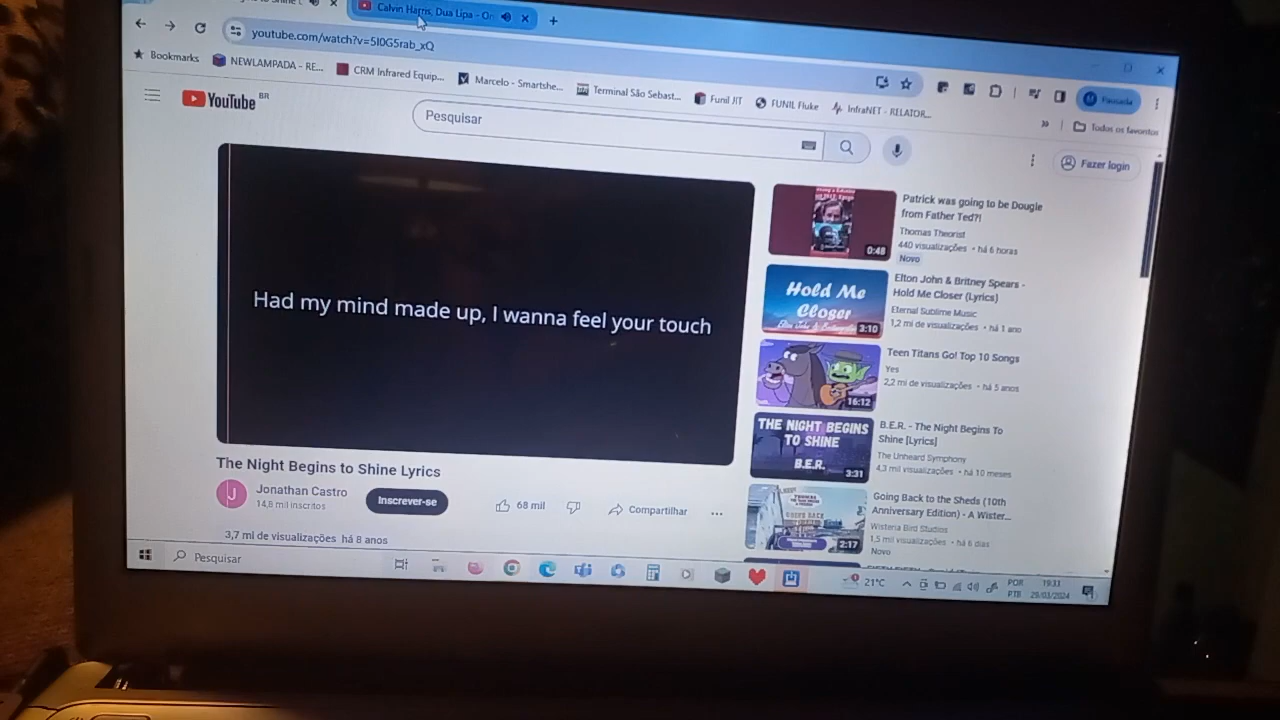 Calvin Harris, Dua Lipa - On
youtube.com/watch?v=5I0G5rab_xQ
Bookmarks
NEWLAMPADA - RE...
CRM Infrared Equip...
Marcelo - Smartshe...
Terminal São Sebast...
Funil JIT
FUNIL Fluke
InfraNET - RELATOR...
Pausada
Todos os favoritos
YouTube BR
Pesquisar
Fazer login
Had my mind made up, I wanna feel your touch
The Night Begins to Shine Lyrics
J
Jonathan Castro
14,8 mil inscritos
Inscrever-se
68 mil
Compartilhar
3,7 mi de visualizações há 8 anos
0:48
Patrick was going to be Dougle
from Father Ted?!
Thomas Theorist
440 visualizações • há 6 horas
Novo
Hold Me
Closer
3:10
Elton John & Britney Spears -
Hold Me Closer (Lyrics)
Eternal Sublime Music
1,2 mi de visualizações • há 1 ano
16:12
Teen Titans Go! Top 10 Songs
Yes
2,2 mi de visualizações • há 5 anos
THE NIGHT BEGINS
TO SHINE
B.E.R.
3:31
B.E.R. - The Night Begins To
Shine [Lyrics]
The Unheard Symphony
4,3 mil visualizações • há 10 meses
2:17
Going Back to the Sheds (10th
Anniversary Edition) - A Wister...
Wisteria Bird Studios
1,5 mil visualizações • há 6 dias
Novo
Pesquisar
21°C
POR
PTB
19:31
25/03/2024